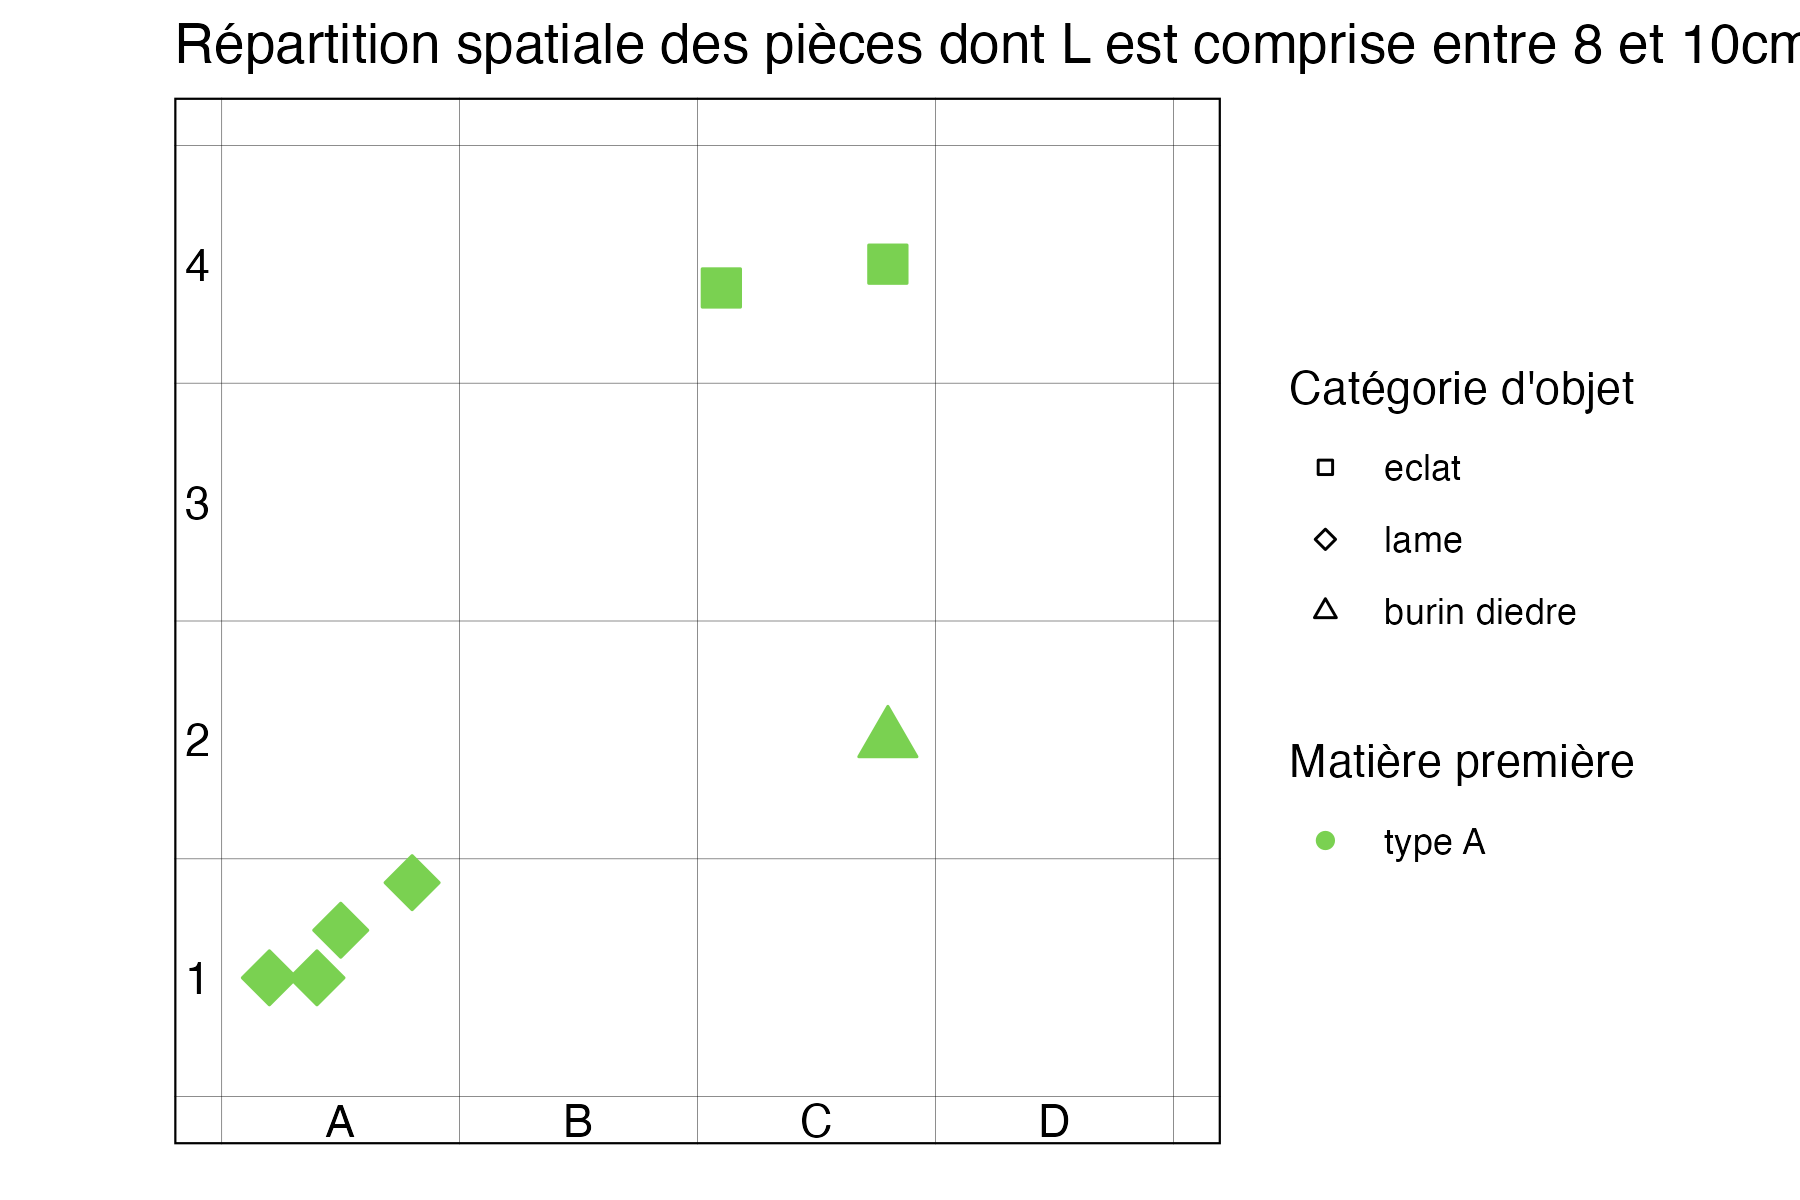 Répartition spatiale des pièces dont L est comprise entre 8 et 10cm
4
3
2
1
A B C D
Catégorie d'objet
eclat
lame
burin diedre
Matière première
type A